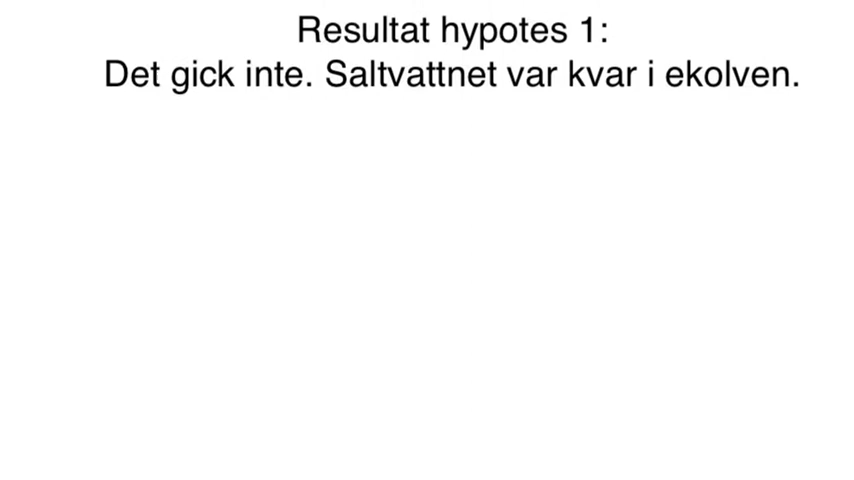 Resultat hypotes 1:
Det gick inte. Saltvattnet var kvar i ekolven.